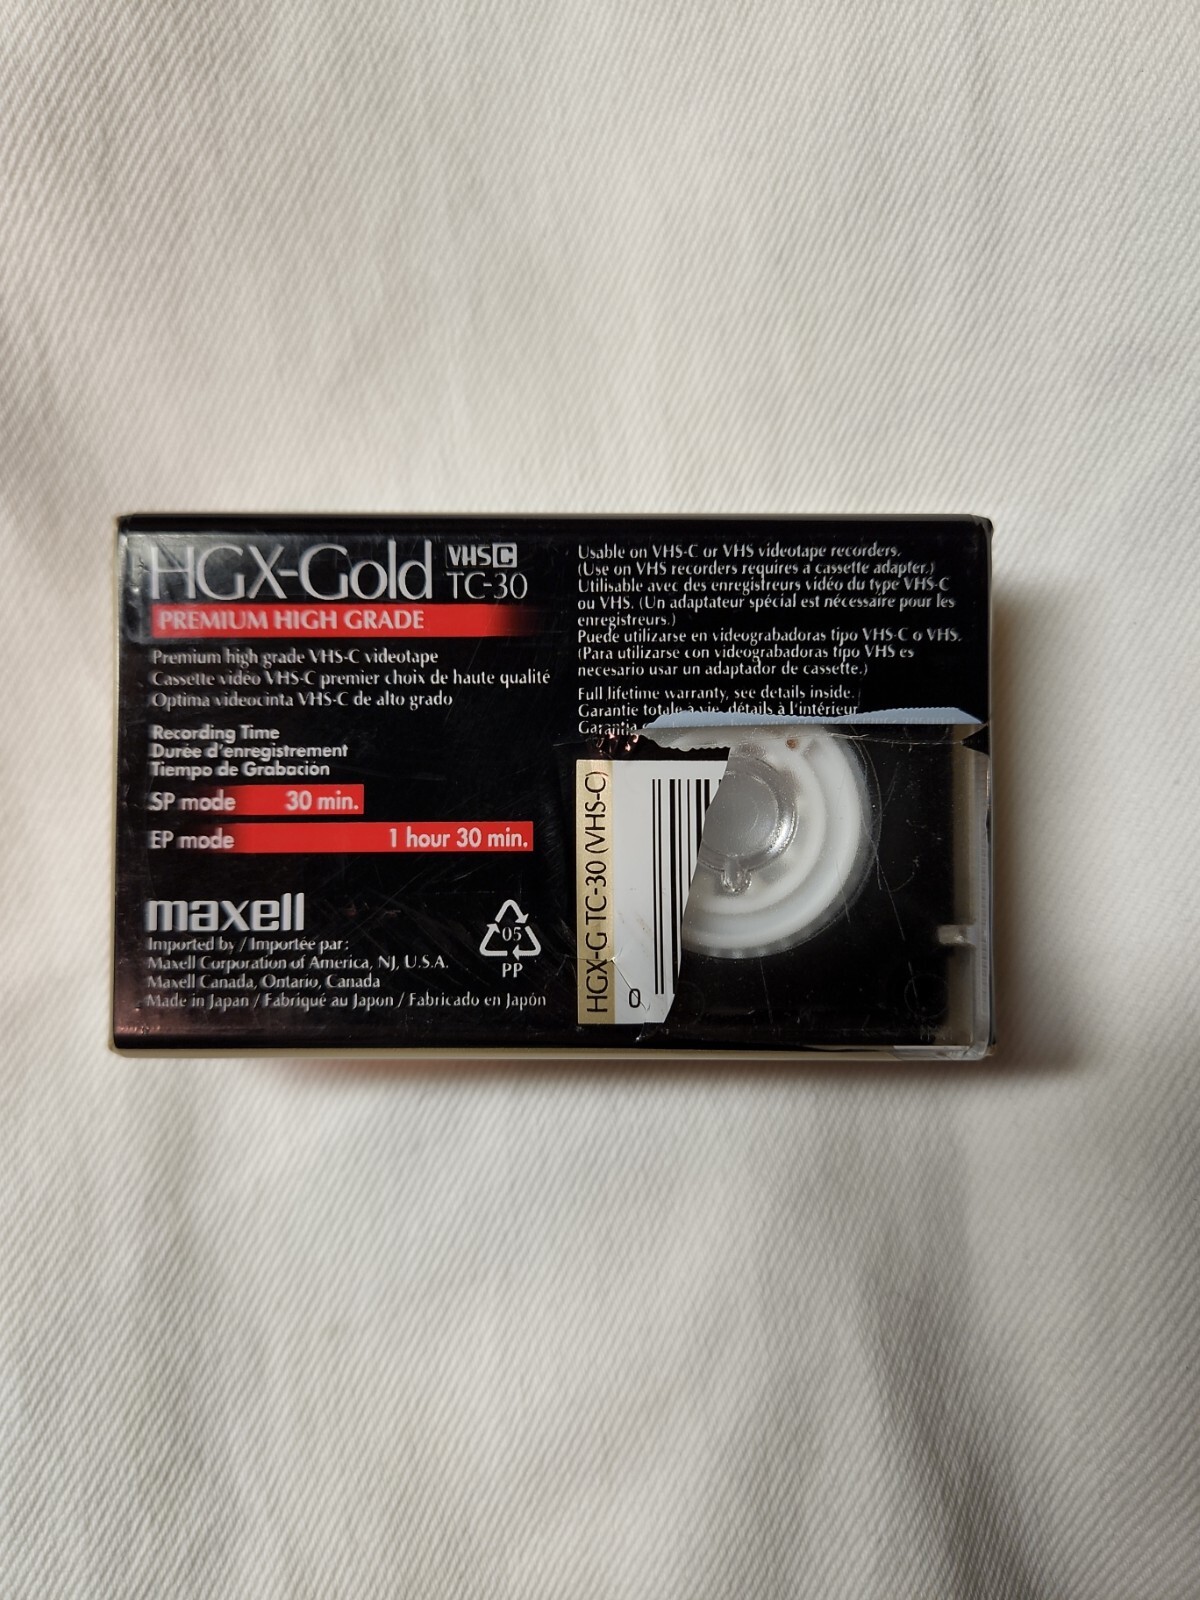 HGX-Gold VHSC
TC-30
PREMIUM HIGH GRADE
Premium high grade VHS-C videotape
Cassette vidéo VHS-C premier choix de haute qualité
Optima videocinta VHS-C de alto grado
Recording Time
Durée d'enregistrement
Tiempo de Grabación
SP mode 30 min.
EP mode 1 hour 30 min.
maxell
Imported by / Importée par:
Maxell Corporation of America, NJ, U.S.A.
Maxell Canada, Ontario, Canada
Made in Japan / Fabriqué au Japon / Fabricado en Japón
05
PP
Usable on VHS-C or VHS videotape recorders.
(Use on VHS recorders requires a cassette adapter.)
Utilisable avec des enregistreurs vidéo du type VHS-C
ou VHS. (Un adaptateur spécial est nécessaire pour les
enregistreurs.)
Puede utilizarse en videograbadoras tipo VHS-C o VHS.
(Para utilizarse con videograbadoras tipo VHS es
necesario usar un adaptador de cassette.)
Full lifetime warranty, see details inside.
Garantie totale à vie, détails à l'intérieur
Garantía
HGX-G TC-30 (VHS-C)
0